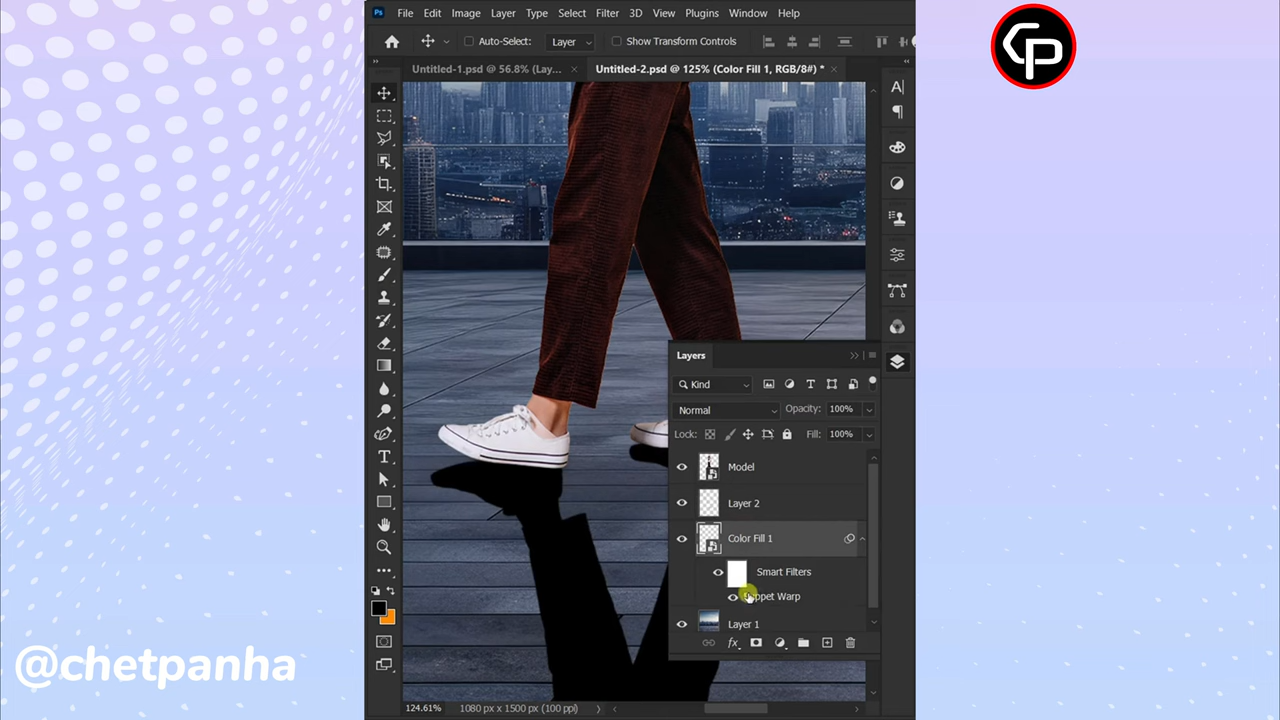 Ps File Edit Image Layer Type Select Filter 3D View Plugins Window Help
Auto-Select: Layer Show Transform Controls
Untitled-1.psd @ 56.8% (Lay... × Untitled-2.psd @ 125% (Color Fill 1, RGB/8#) * ×
Layers
Kind
Normal Opacity: 100%
Lock: Fill: 100%
Model
Layer 2
Color Fill 1
Smart Filters
Puppet Warp
Layer 1
fx
124.61% 1080 px x 1500 px (100 ppi)
@chetpanha
CP